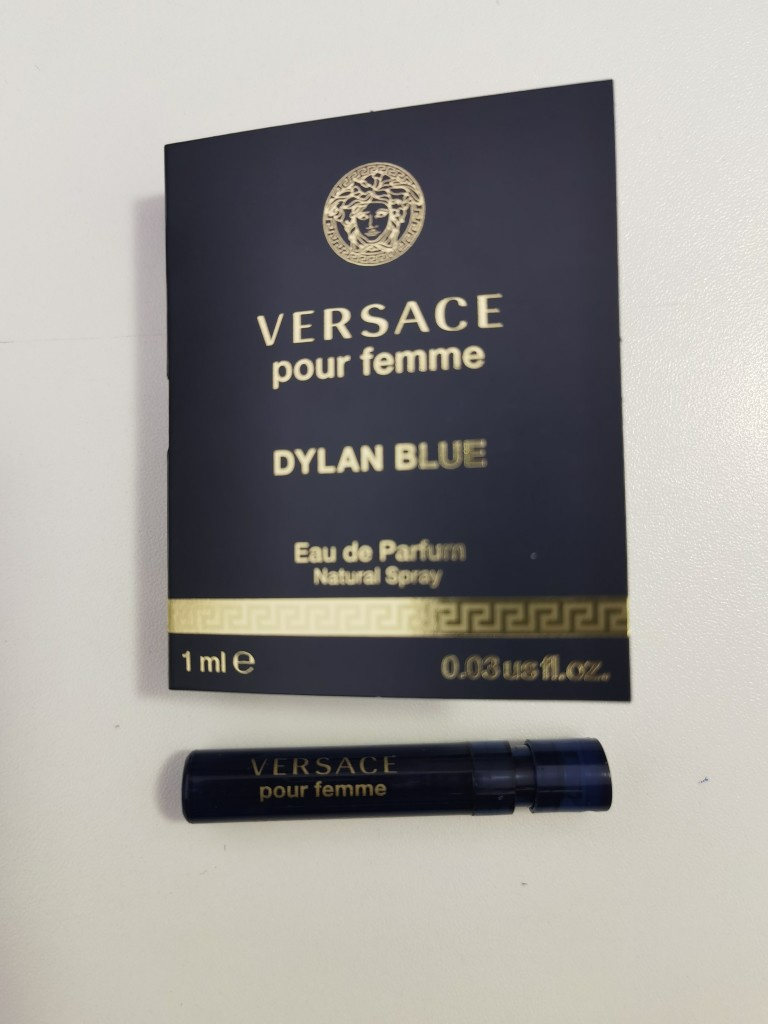 VERSACE
pour femme
DYLAN BLUE
Eau de Parfum
Natural Spray
1 ml ℮
0.03 us fl.oz.
VERSACE
pour femme